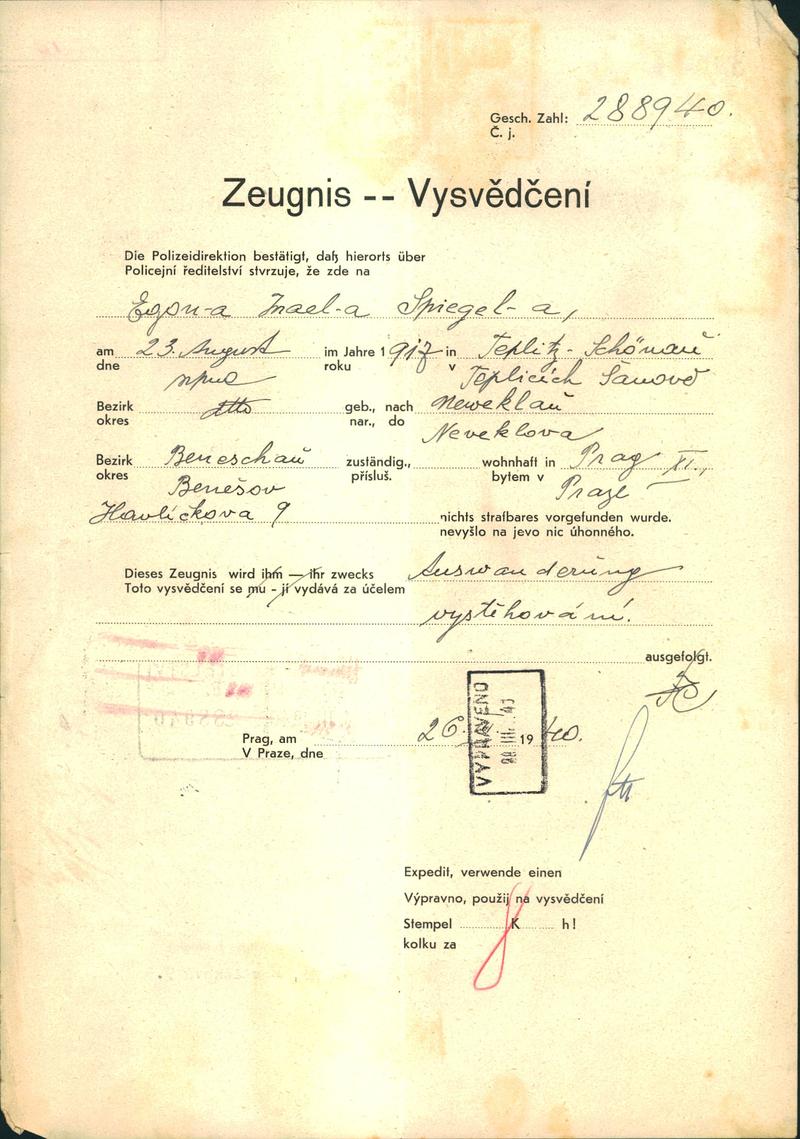 Gesch. Zahl: 288940.
Č. j.
Zeugnis -- Vysvědčení
Die Polizeidirektion bestätigt, daß hierorts über
Policejní ředitelství stvrzuje, že zde na
Egon-a Israel-a Spiegel-a,
am 23. August im Jahre 1917 in Teplitz-Schönau
dne srpna roku v Teplicích Šanově
Bezirk dtto geb., nach Neweklau
okres nar., do Neveklova
Bezirk Beneschau zuständig., wohnhaft in Prag XI.,
okres Benešov přísluš. bytem v Praze
Havlíčkova 9 nichts strafbares vorgefunden wurde.
nevyšlo na jevo nic úhonného.
Dieses Zeugnis wird ihm — ihr zwecks Auswanderung
Toto vysvědčení se mu - jí vydává za účelem
vystěhování.
ausgefolgt.
Prag, am 26. 1940.
V Praze, dne
VYPRAVENO
Expedit, verwende einen
Výpravno, použij na vysvědčení
Stempel K h!
kolku za